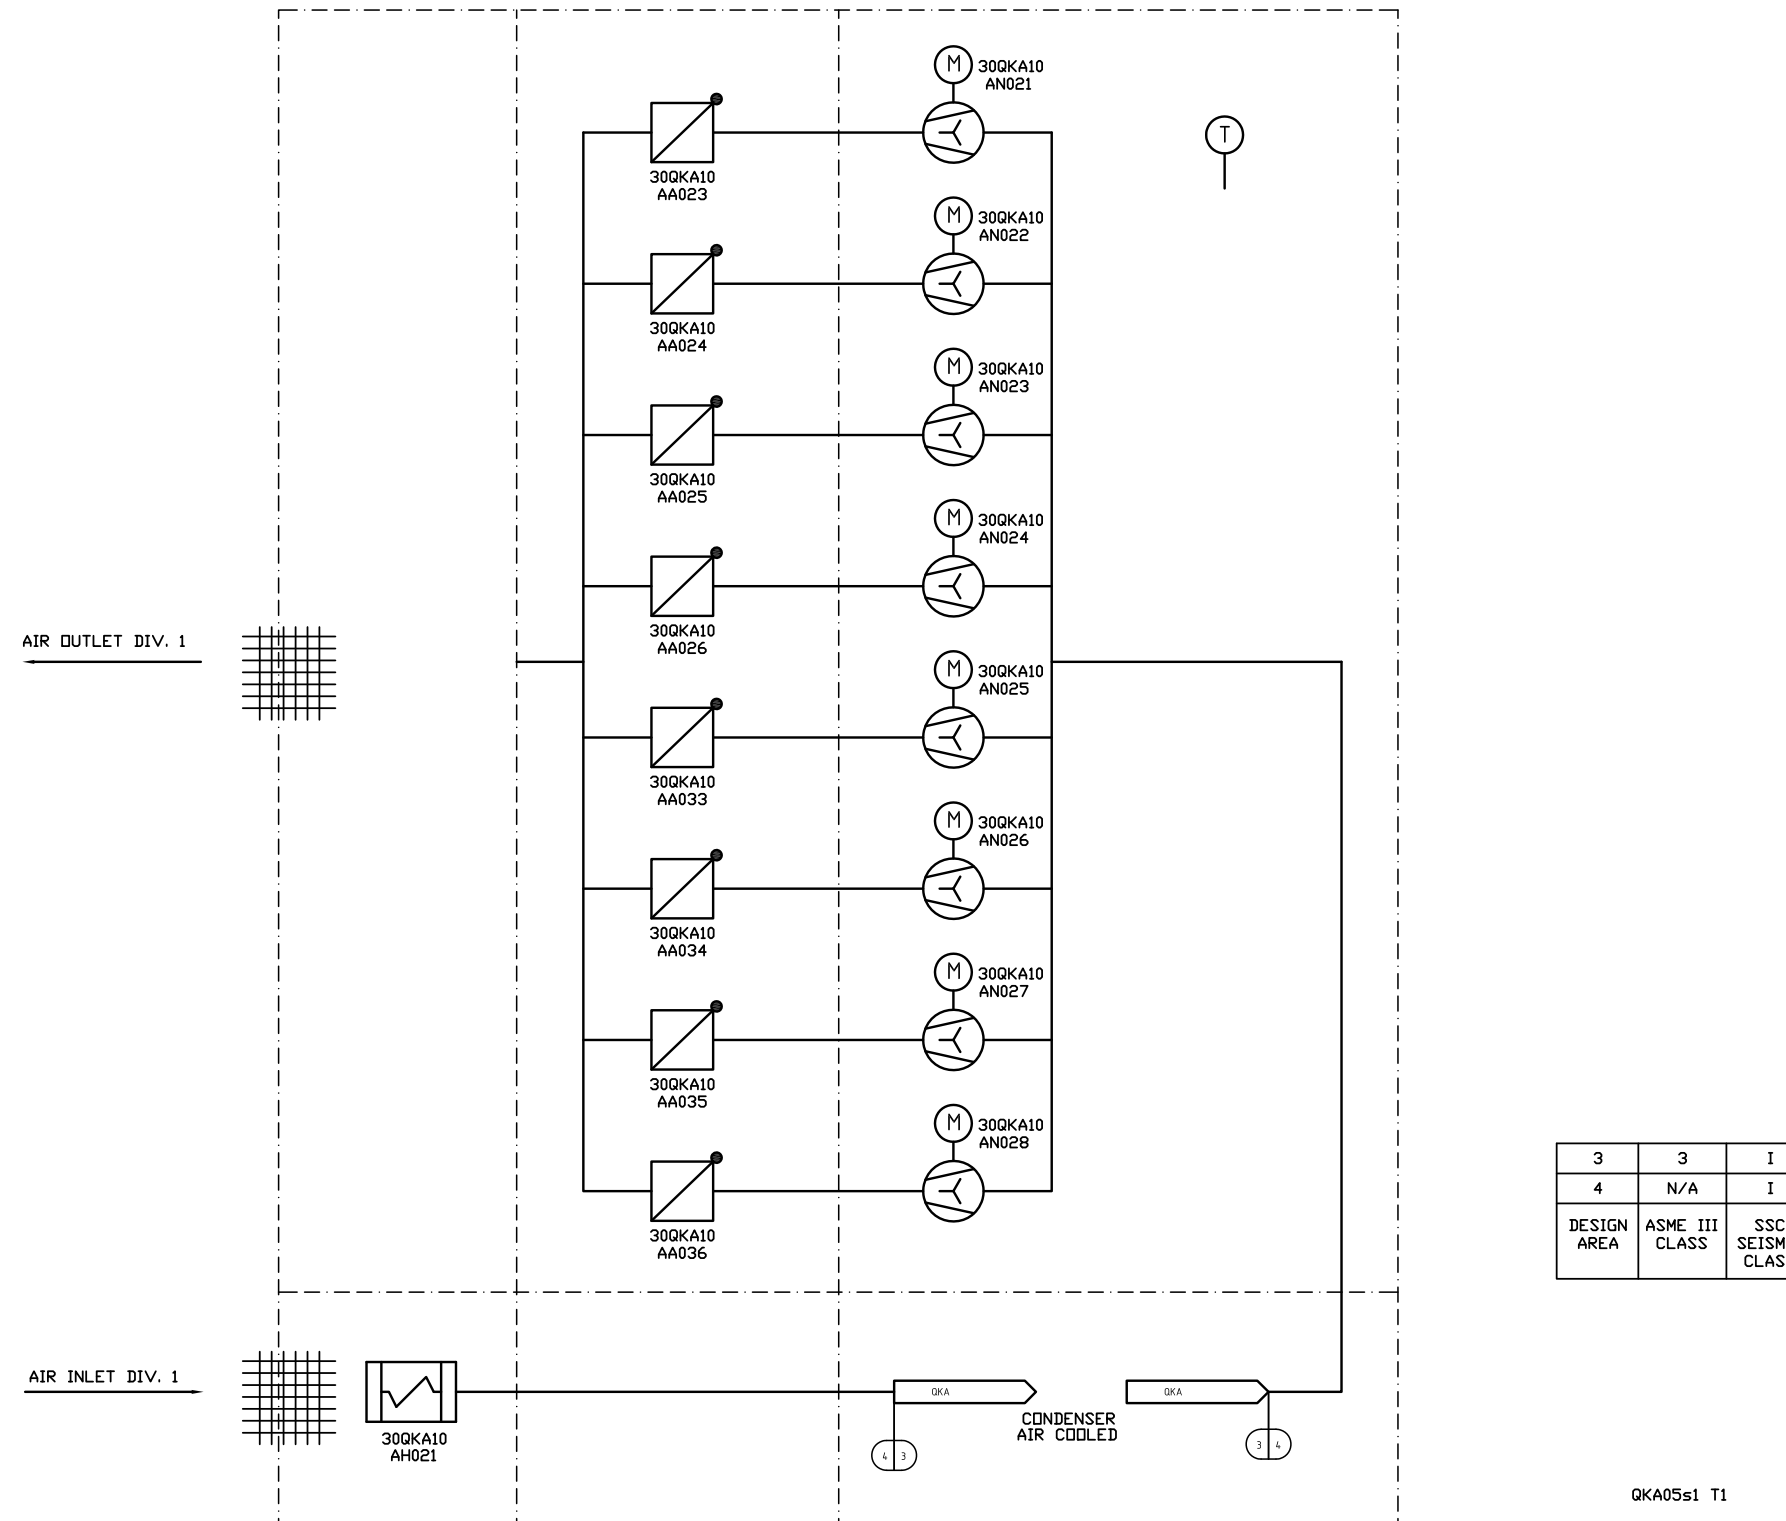 M
30QKA10
AN021
T
30QKA10
AA023
M
30QKA10
AN022
30QKA10
AA024
M
30QKA10
AN023
30QKA10
AA025
M
30QKA10
AN024
30QKA10
AA026
AIR OUTLET DIV. 1
M
30QKA10
AN025
30QKA10
AA033
M
30QKA10
AN026
30QKA10
AA034
M
30QKA10
AN027
30QKA10
AA035
M
30QKA10
AN028
30QKA10
AA036
3 3 I
4 N/A I
DESIGN
AREA
ASME III
CLASS
SSC
SEISM
CLAS
AIR INLET DIV. 1
30QKA10
AH021
QKA
QKA
CONDENSER
AIR COOLED
4 3
3 4
QKA05s1 T1